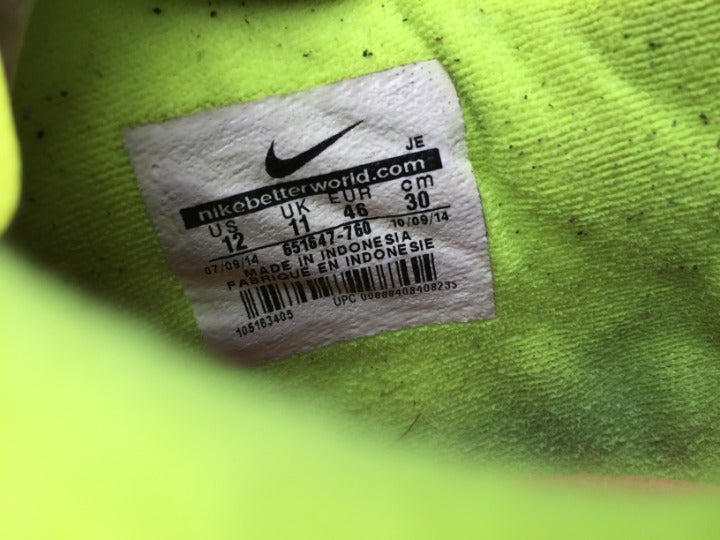 JE
nikebetterworld.com
US UK EUR cm
12 11 46 30
07/09/14 651647-760 10/09/14
MADE IN INDONESIA
FABRIQUE EN INDONESIE
105163405 UPC 00888408408235